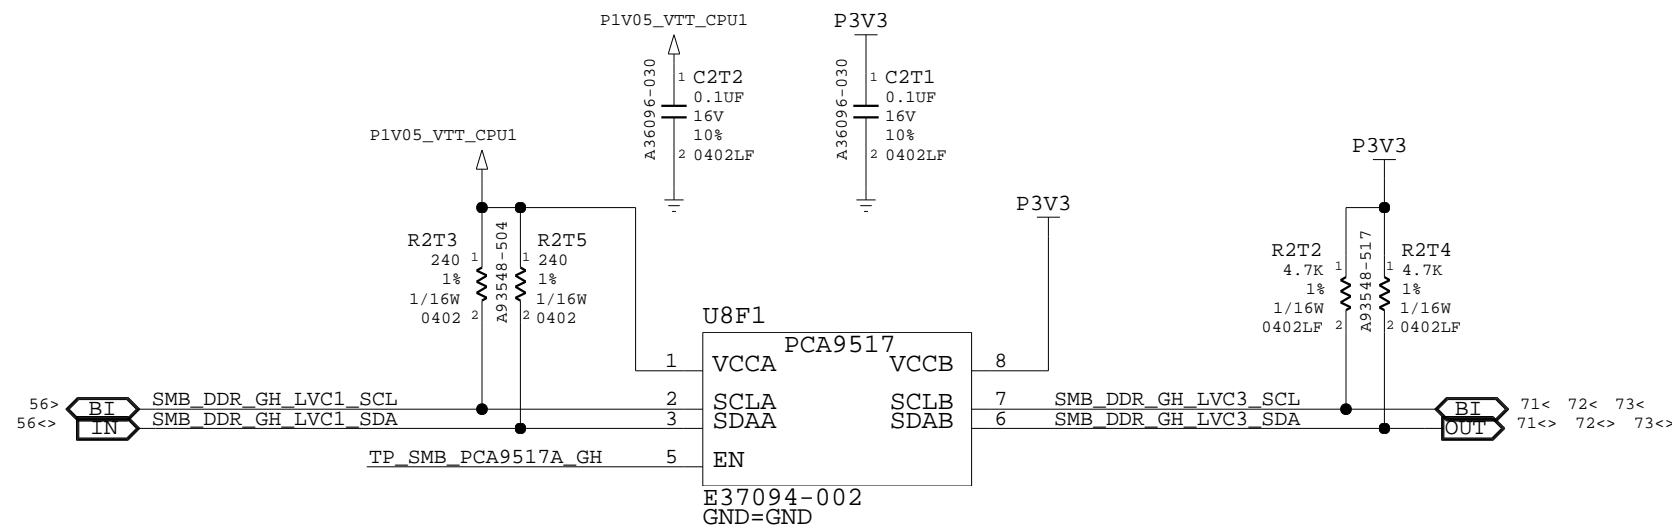 P1V05_VTT_CPU1
P3V3
A36096-030
1 C2T2
0.1UF
16V
10%
2 0402LF
A36096-030
1 C2T1
0.1UF
16V
10%
2 0402LF
P1V05_VTT_CPU1
P3V3
P3V3
R2T3
240 1
1%
1/16W
0402 2
A93548-504
R2T5
1 240
1%
1/16W
2 0402
R2T2
4.7K 1
1%
1/16W
0402LF 2
A93548-517
R2T4
1 4.7K
1%
1/16W
2 0402LF
U8F1
PCA9517
1 VCCA VCCB 8
56> BI SMB_DDR_GH_LVC1_SCL 2 SCLA SCLB 7 SMB_DDR_GH_LVC3_SCL BI 71< 72< 73<
56<> IN SMB_DDR_GH_LVC1_SDA 3 SDAA SDAB 6 SMB_DDR_GH_LVC3_SDA OUT 71<> 72<> 73<>
TP_SMB_PCA9517A_GH 5 EN
E37094-002
GND=GND